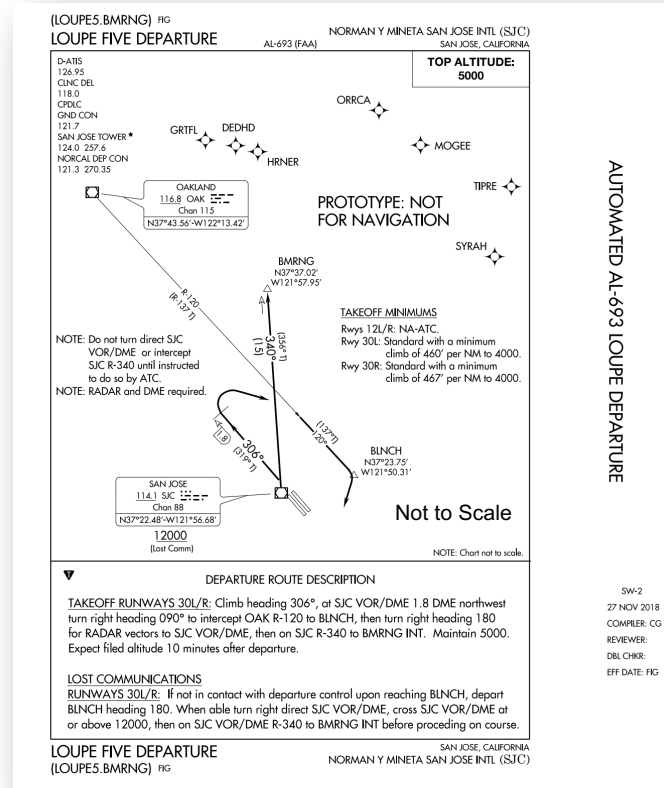 (LOUPE5.BMRNG) FIG
LOUPE FIVE DEPARTURE
AL-693 (FAA)
NORMAN Y MINETA SAN JOSE INTL (SJC)
SAN JOSE, CALIFORNIA
D-ATIS
126.95
CLNC DEL
118.0
CPDLC
GND CON
121.7
SAN JOSE TOWER ★
124.0 257.6
NORCAL DEP CON
121.3 270.35
TOP ALTITUDE:
5000
ORRCA
GRTFL
DEDHD
HRNER
MOGEE
TIPRE
SYRAH
OAKLAND
116.8 OAK
Chan 115
N37°43.56'-W122°13.42'
PROTOTYPE: NOT
FOR NAVIGATION
BMRNG
N37°37.02'
W121°57.95'
R-120
(R-137 T)
340°
(356° T)
(15)
TAKEOFF MINIMUMS
Rwys 12L/R: NA-ATC.
Rwy 30L: Standard with a minimum
climb of 460' per NM to 4000.
Rwy 30R: Standard with a minimum
climb of 467' per NM to 4000.
NOTE: Do not turn direct SJC
VOR/DME or intercept
SJC R-340 until instructed
to do so by ATC.
NOTE: RADAR and DME required.
1.8
306°
(319° T)
(137°T)
120°
BLNCH
N37°23.75'
W121°50.31'
SAN JOSE
114.1 SJC
Chan 88
N37°22.48'-W121°56.68'
12000
(Lost Comm)
Not to Scale
NOTE: Chart not to scale.
T
DEPARTURE ROUTE DESCRIPTION
TAKEOFF RUNWAYS 30L/R: Climb heading 306°, at SJC VOR/DME 1.8 DME northwest
turn right heading 090° to intercept OAK R-120 to BLNCH, then turn right heading 180
for RADAR vectors to SJC VOR/DME, then on SJC R-340 to BMRNG INT. Maintain 5000.
Expect filed altitude 10 minutes after departure.
LOST COMMUNICATIONS
RUNWAYS 30L/R: If not in contact with departure control upon reaching BLNCH, depart
BLNCH heading 180. When able turn right direct SJC VOR/DME, cross SJC VOR/DME at
or above 12000, then on SJC VOR/DME R-340 to BMRNG INT before proceding on course.
LOUPE FIVE DEPARTURE
(LOUPE5.BMRNG) FIG
SAN JOSE, CALIFORNIA
NORMAN Y MINETA SAN JOSE INTL (SJC)
AUTOMATED AL-693 LOUPE DEPARTURE
SW-2
27 NOV 2018
COMPILER: CG
REVIEWER:
DBL CHKR:
EFF DATE: FIG